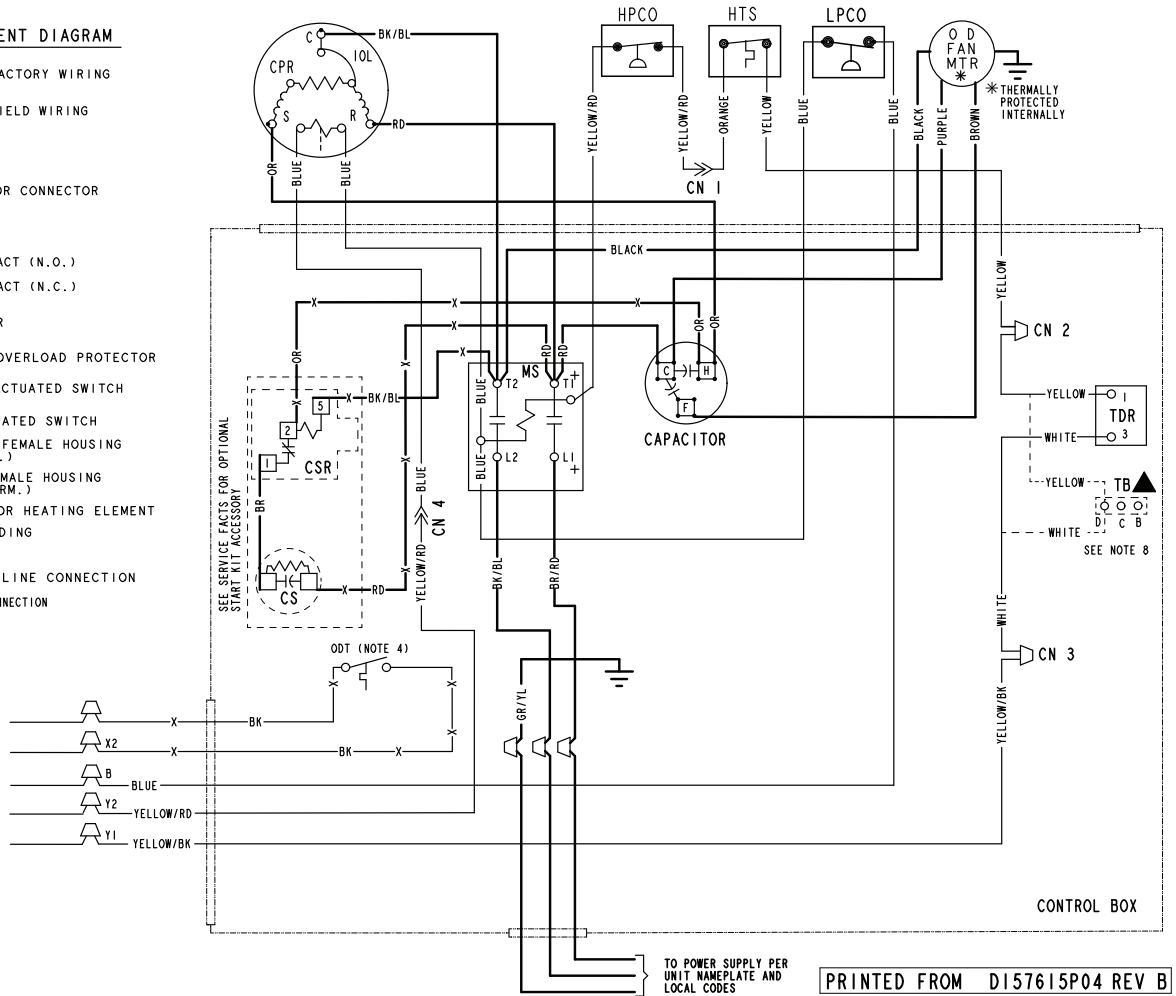 ENT DIAGRAM
ACTORY WIRING
IELD WIRING
OR CONNECTOR
ACT (N.O.)
ACT (N.C.)
R
OVERLOAD PROTECTOR
ACTUATED SWITCH
ATED SWITCH
FEMALE HOUSING
.)
MALE HOUSING
RM.)
OR HEATING ELEMENT
DING
LINE CONNECTION
NNECTION
C
BK/BL
IOL
CPR
S
R
RD
OR
BLUE
BLUE
HPCO
HTS
LPCO
YELLOW/RD
YELLOW/RD
ORANGE
YELLOW
BLUE
BLUE
CN 1
O D
FAN
MTR
*
* THERMALLY
PROTECTED
INTERNALLY
BLACK
PURPLE
BROWN
BLACK
YELLOW
CN 2
X
X
X
X
OR
OR
OR
X
X
X
RD
RD
MS
T2
T1
+
BLUE
BLUE
L2
L1
+
C
H
F
CAPACITOR
YELLOW
1
TDR
WHITE
3
YELLOW
TB
D C B
WHITE
SEE NOTE 8
5
X
BK/BL
2
1
CSR
X
BR
BLUE
CN 4
YELLOW/RD
SEE SERVICE FACTS FOR OPTIONAL
START KIT ACCESSORY
CS
X
RD
X
BK/BL
BR/RD
WHITE
CN 3
YELLOW/BK
ODT (NOTE 4)
X
X
X
GR/YL
X
BK
X2
X
BK
X
B
BLUE
Y2
YELLOW/RD
Y1
YELLOW/BK
CONTROL BOX
TO POWER SUPPLY PER
UNIT NAMEPLATE AND
LOCAL CODES
PRINTED FROM D157615P04 REV B